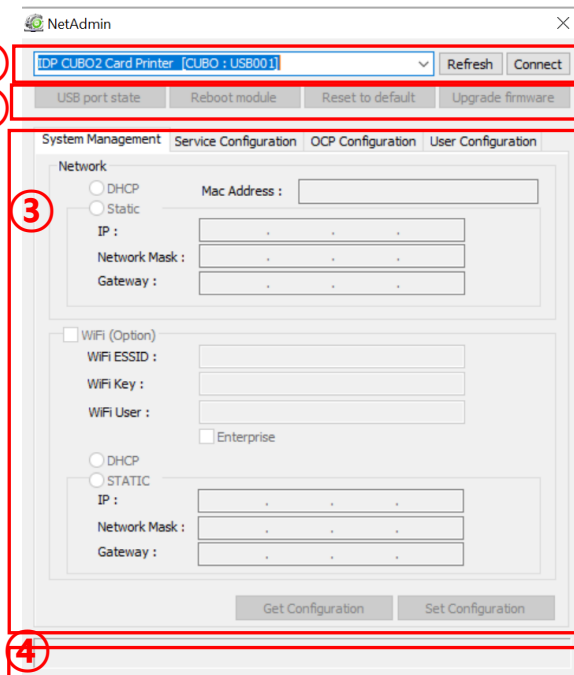 NetAdmin
IDP CUBO2 Card Printer [CUBO : USB001]
Refresh Connect
USB port state Reboot module Reset to default Upgrade firmware
System Management Service Configuration OCP Configuration User Configuration
Network
DHCP Mac Address :
③
Static
IP : . . .
Network Mask : . . .
Gateway : . . .
WiFi (Option)
WiFi ESSID :
WiFi Key :
WiFi User :
Enterprise
DHCP
STATIC
IP : . . .
Network Mask : . . .
Gateway : . . .
Get Configuration Set Configuration
④